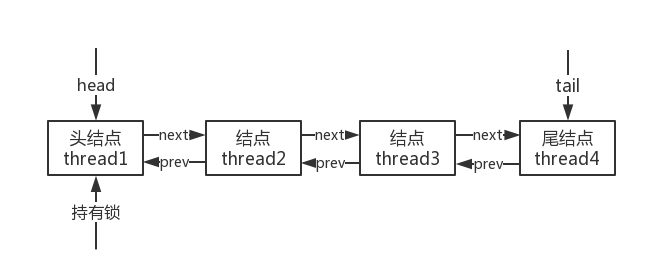 head
tail
头结点
thread1
next
prev
结点
thread2
next
prev
结点
thread3
next
prev
尾结点
thread4
持有锁